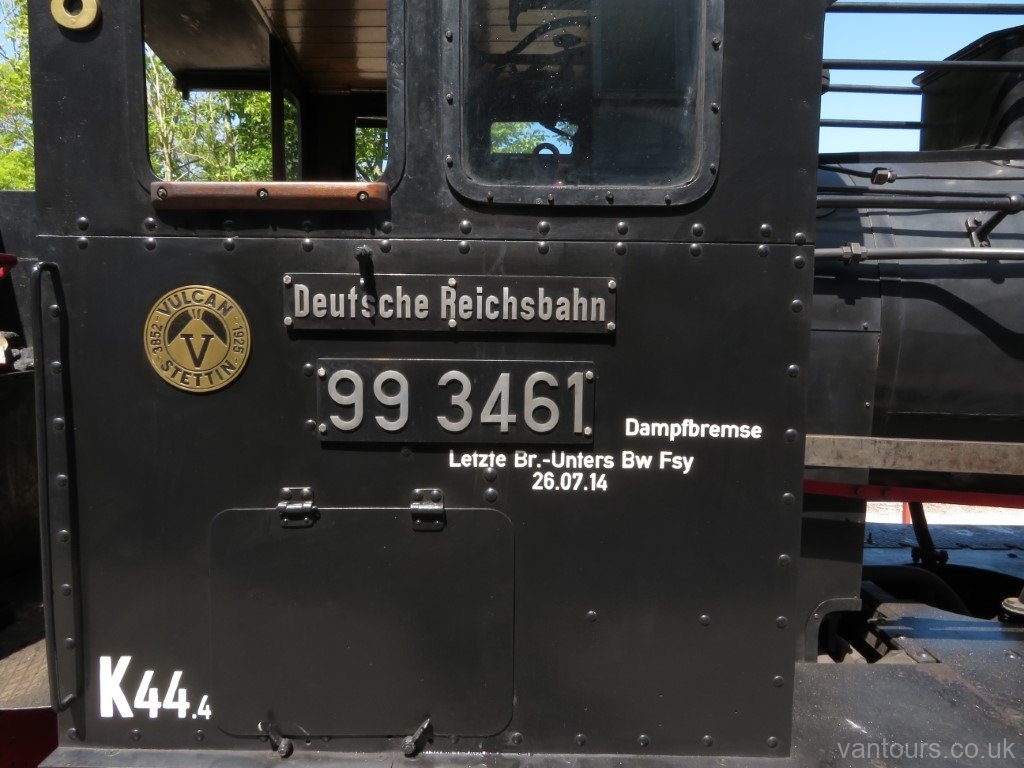 VULCAN
3852
1925
V
STETTIN
Deutsche Reichsbahn
99 3461
Dampfbremse
Letzte Br.-Unters Bw Fsy
26.07.14
K44.4
vantours.co.uk